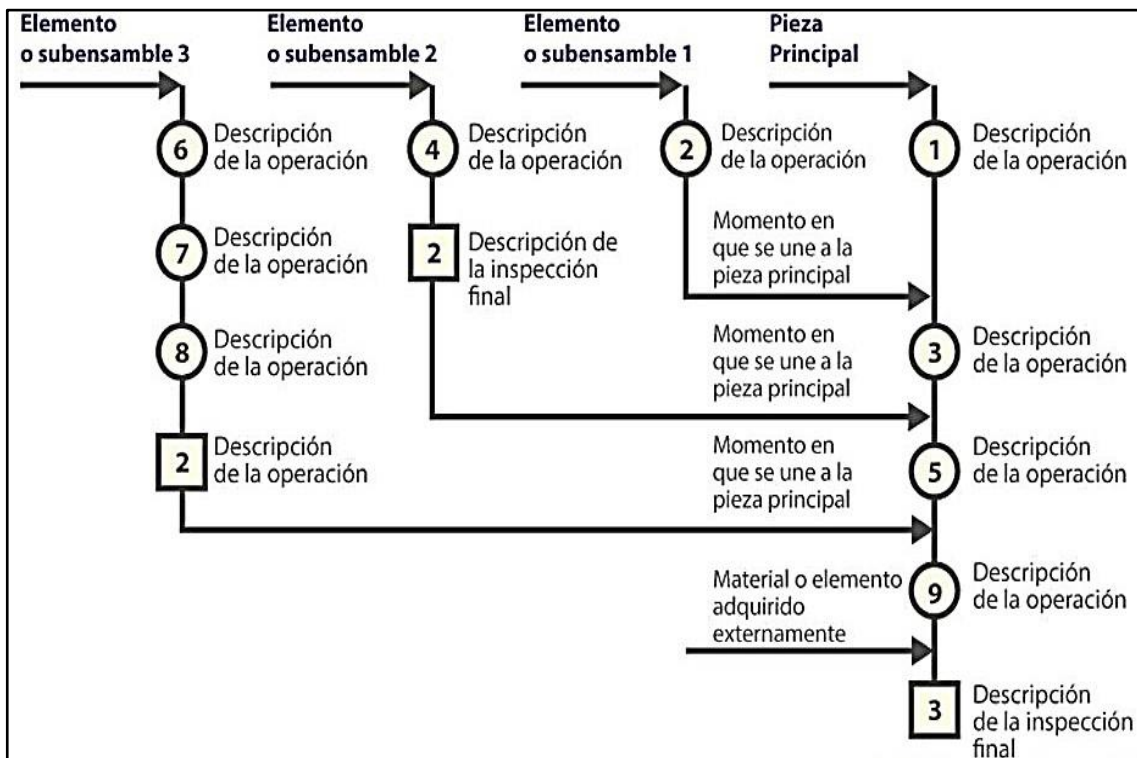 Elemento
o subensamble 3
Elemento
o subensamble 2
Elemento
o subensamble 1
Pieza
Principal
6
Descripción
de la operación
4
Descripción
de la operación
2
Descripción
de la operación
1
Descripción
de la operación
7
Descripción
de la operación
2
Descripción de
la inspección
final
Momento en
que se une a la
pieza principal
8
Descripción
de la operación
Momento en
que se une a la
pieza principal
3
Descripción
de la operación
2
Descripción
de la operación
Momento en
que se une a la
pieza principal
5
Descripción
de la operación
Material o elemento
adquirido
externamente
9
Descripción
de la operación
3
Descripción
de la inspección
final